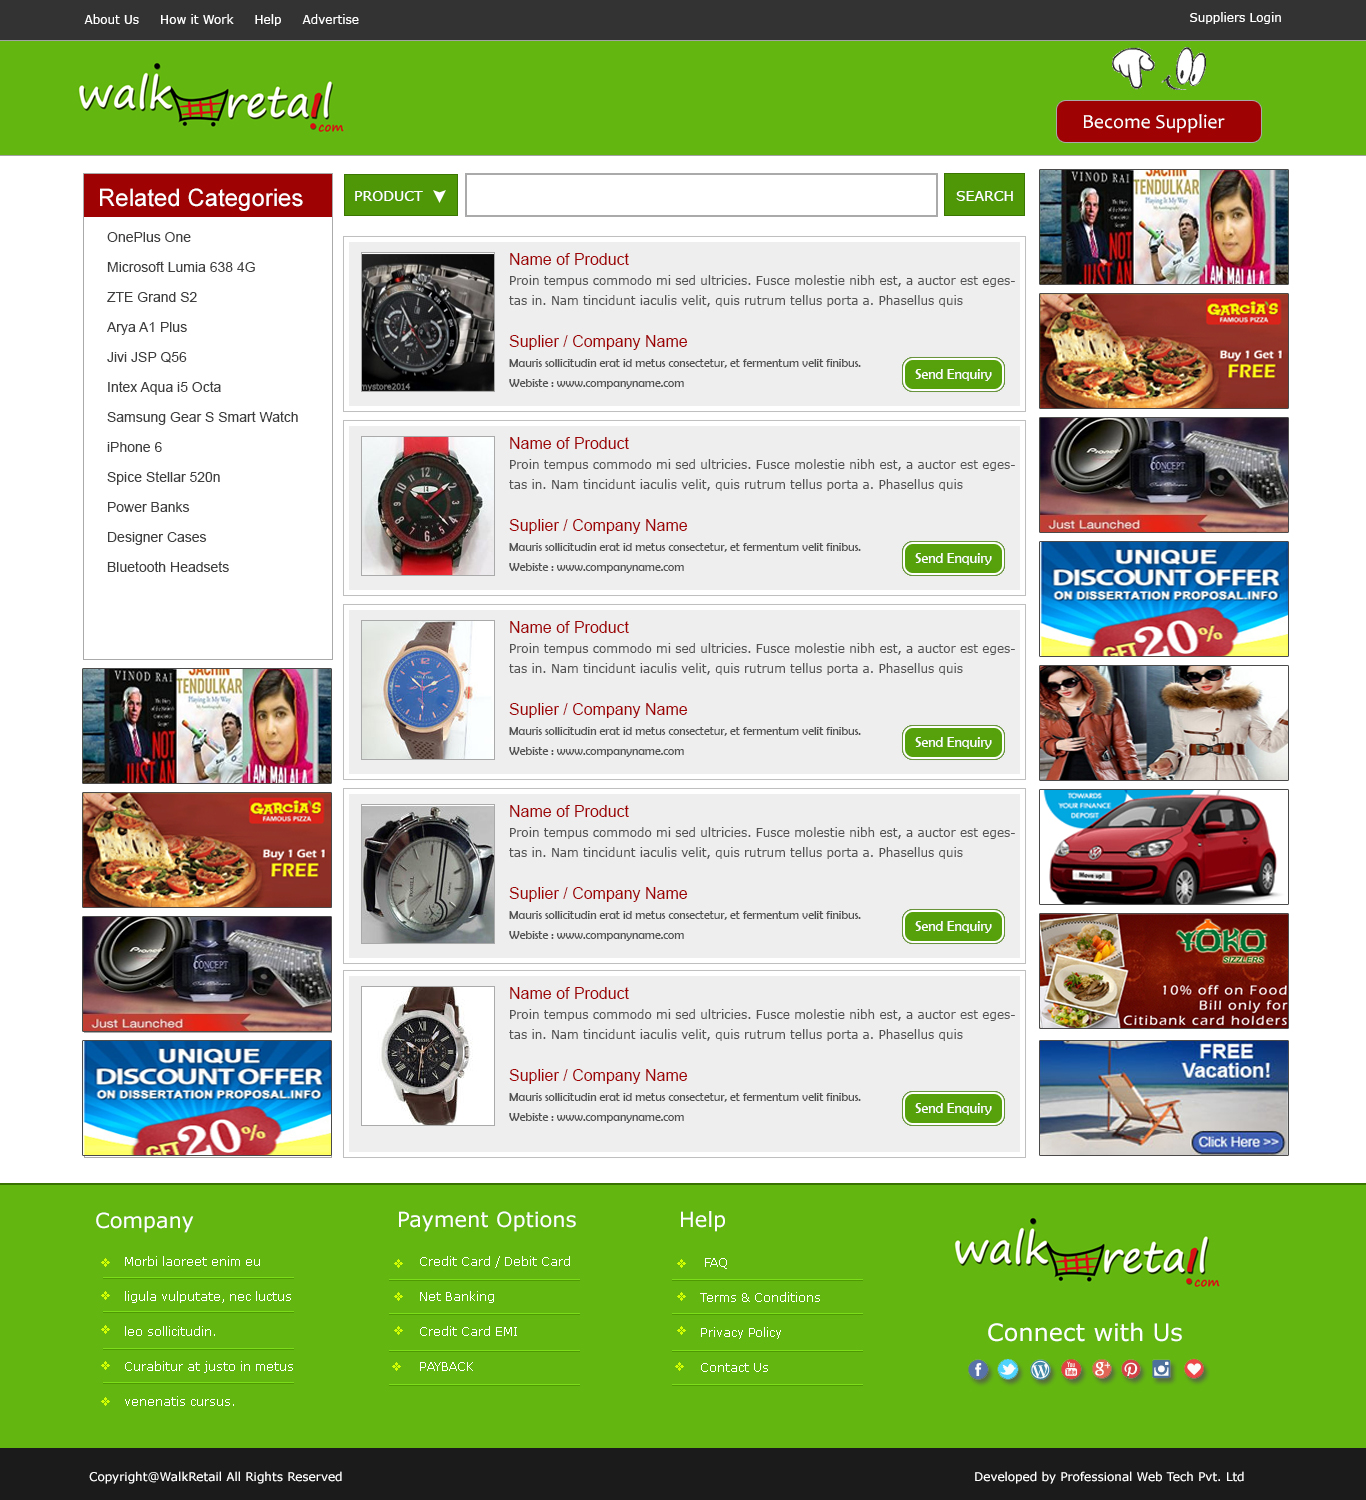 About Us How it Work Help Advertise
Suppliers Login
walk retail
.com
Become Supplier
Related Categories
OnePlus One
Microsoft Lumia 638 4G
ZTE Grand S2
Arya A1 Plus
Jivi JSP Q56
Intex Aqua i5 Octa
Samsung Gear S Smart Watch
iPhone 6
Spice Stellar 520n
Power Banks
Designer Cases
Bluetooth Headsets
VINOD RAI
SACHIN
TENDULKAR
Playing It My Way
NOT
JUST AN
I AM MALALA
GARCIA'S
FAMOUS PIZZA
Buy 1 Get 1
FREE
Pioneer
CONCEPT
Just Launched
UNIQUE
DISCOUNT OFFER
ON DISSERTATION PROPOSAL.INFO
GET 20%
PRODUCT
SEARCH
mystore2014
Name of Product
Proin tempus commodo mi sed ultricies. Fusce molestie nibh est, a auctor est eges-
tas in. Nam tincidunt iaculis velit, quis rutrum tellus porta a. Phasellus quis
Suplier / Company Name
Mauris sollicitudin erat id metus consectetur, et fermentum velit finibus.
Webiste : www.companyname.com
Send Enquiry
Name of Product
Proin tempus commodo mi sed ultricies. Fusce molestie nibh est, a auctor est eges-
tas in. Nam tincidunt iaculis velit, quis rutrum tellus porta a. Phasellus quis
Suplier / Company Name
Mauris sollicitudin erat id metus consectetur, et fermentum velit finibus.
Webiste : www.companyname.com
Send Enquiry
Name of Product
Proin tempus commodo mi sed ultricies. Fusce molestie nibh est, a auctor est eges-
tas in. Nam tincidunt iaculis velit, quis rutrum tellus porta a. Phasellus quis
Suplier / Company Name
Mauris sollicitudin erat id metus consectetur, et fermentum velit finibus.
Webiste : www.companyname.com
Send Enquiry
Name of Product
Proin tempus commodo mi sed ultricies. Fusce molestie nibh est, a auctor est eges-
tas in. Nam tincidunt iaculis velit, quis rutrum tellus porta a. Phasellus quis
Suplier / Company Name
Mauris sollicitudin erat id metus consectetur, et fermentum velit finibus.
Webiste : www.companyname.com
Send Enquiry
FOSSIL
Name of Product
Proin tempus commodo mi sed ultricies. Fusce molestie nibh est, a auctor est eges-
tas in. Nam tincidunt iaculis velit, quis rutrum tellus porta a. Phasellus quis
Suplier / Company Name
Mauris sollicitudin erat id metus consectetur, et fermentum velit finibus.
Webiste : www.companyname.com
Send Enquiry
VINOD RAI
SACHIN
TENDULKAR
Playing It My Way
NOT
JUST AN
I AM MALALA
GARCIA'S
FAMOUS PIZZA
Buy 1 Get 1
FREE
Pioneer
CONCEPT
Just Launched
UNIQUE
DISCOUNT OFFER
ON DISSERTATION PROPOSAL.INFO
GET 20%
TOWARDS
YOUR FINANCE
DEPOSIT
Move up!
YOKO
SIZZLERS
10% off on Food
Bill only for
Citibank card holders
FREE
Vacation!
Click Here >>
Company
Morbi laoreet enim eu
ligula vulputate, nec luctus
leo sollicitudin.
Curabitur at justo in metus
venenatis cursus.
Payment Options
Credit Card / Debit Card
Net Banking
Credit Card EMI
PAYBACK
Help
FAQ
Terms & Conditions
Privacy Policy
Contact Us
walk retail
.com
Connect with Us
Copyright@WalkRetail All Rights Reserved
Developed by Professional Web Tech Pvt. Ltd